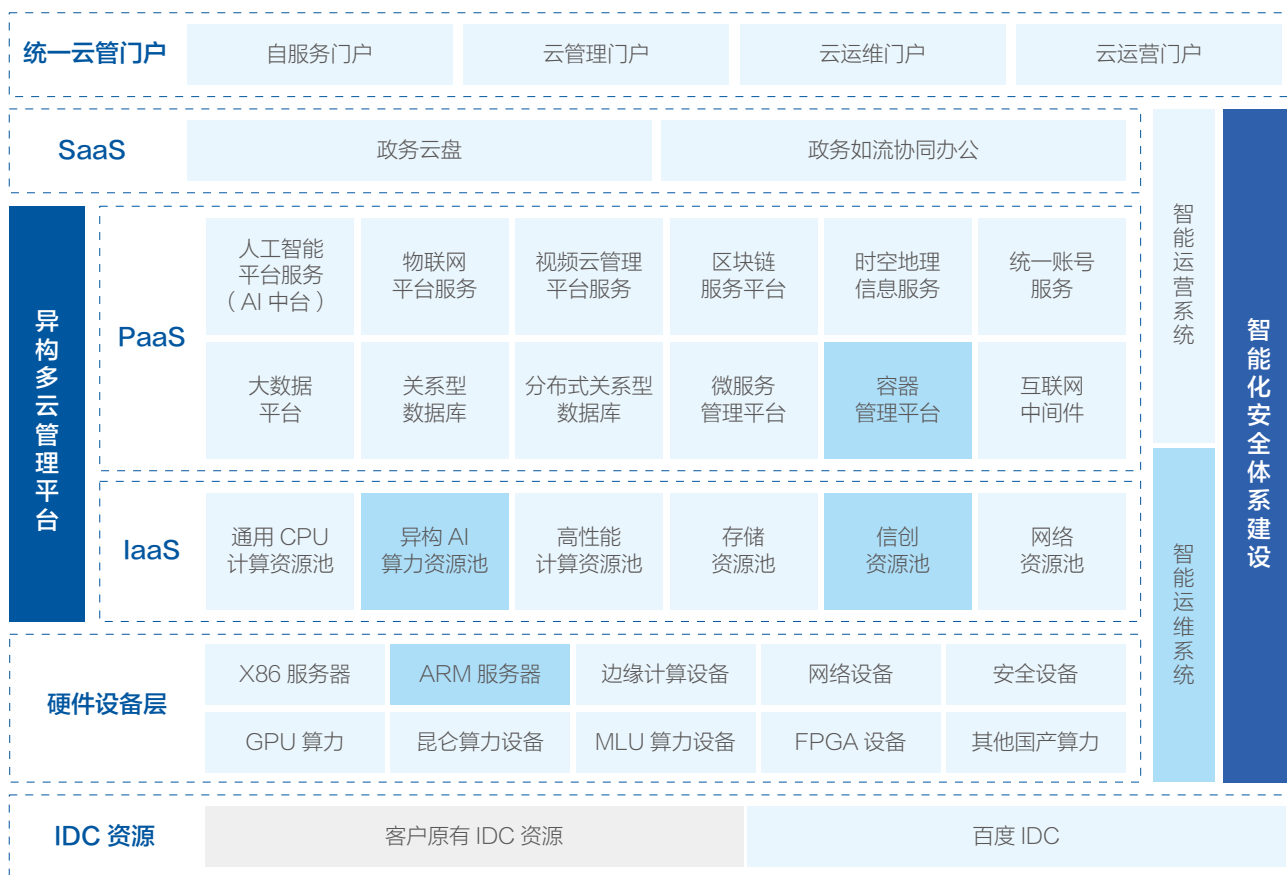 统一云管门户
自服务门户
云管理门户
云运维门户
云运营门户
SaaS
政务云盘
政务如流协同办公
异构多云管理平台
PaaS
人工智能
平台服务
（AI 中台）
物联网
平台服务
视频云管理
平台服务
区块链
服务平台
时空地理
信息服务
统一账号
服务
大数据
平台
关系型
数据库
分布式关系型
数据库
微服务
管理平台
容器
管理平台
互联网
中间件
IaaS
通用 CPU
计算资源池
异构 AI
算力资源池
高性能
计算资源池
存储
资源池
信创
资源池
网络
资源池
智能运营系统
智能运维系统
智能化安全体系建设
硬件设备层
X86 服务器
ARM 服务器
边缘计算设备
网络设备
安全设备
GPU 算力
昆仑算力设备
MLU 算力设备
FPGA 设备
其他国产算力
IDC 资源
客户原有 IDC 资源
百度 IDC